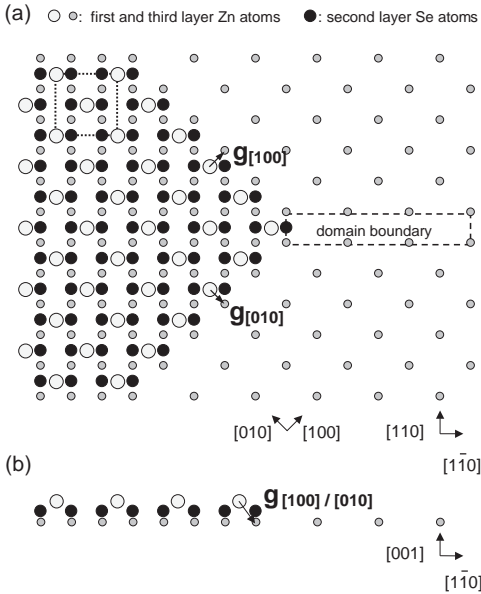 (a) : first and third layer Zn atoms : second layer Se atoms
g[100]
domain boundary
g[010]
[010] [100] [110]
[11̄0]
(b)
g[100] / [010]
[001]
[11̄0]